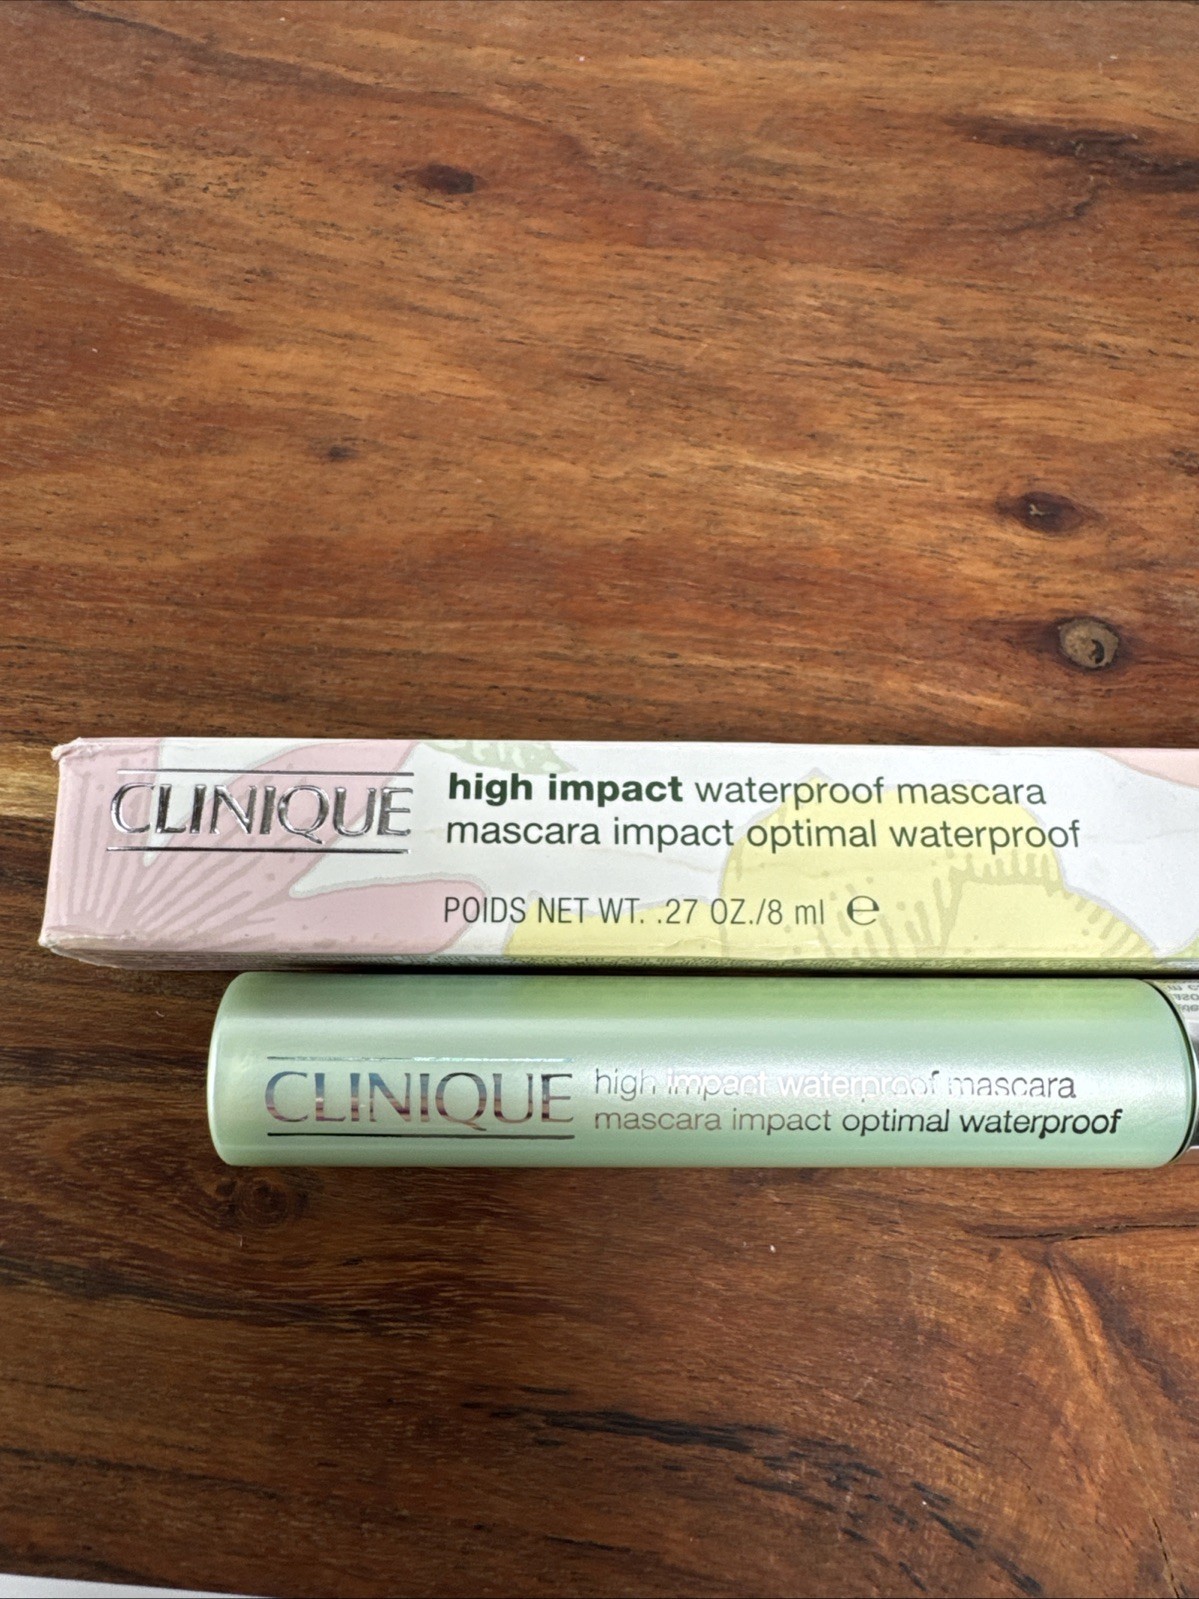 CLINIQUE
high impact waterproof mascara
mascara impact optimal waterproof
POIDS NET WT. .27 OZ./8 ml ℮
CLINIQUE
high impact waterproof mascara
mascara impact optimal waterproof